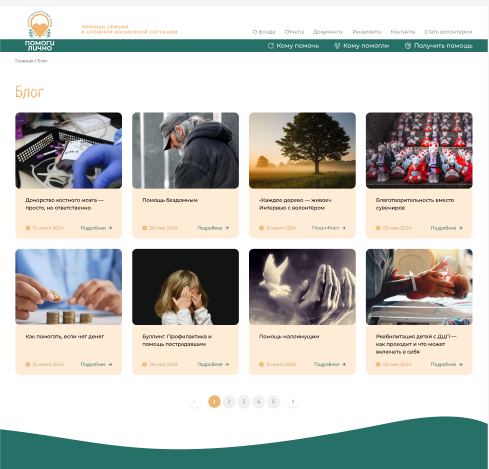 ПОМОГИ
ЛИЧНО
ПОМОЩЬ СЕМЬЯМ
В СЛОЖНОЙ ЖИЗНЕННОЙ СИТУАЦИИ
О фонде Отчёты Документы Реквизиты Контакты Стать волонтером
Кому помочь Кому помогли Получить помощь
Главная / Блог
Блог
Донорство костного мозга —
просто, но ответственно
15 июня 2024 Подробнее →
Помощь бездомным
28 мая 2024 Подробнее →
«Каждое дерево — живое».
Интервью с волонтёром
11 июня 2024 Подробнее →
Благотворительность вместо
сувениров
03 мая 2024 Подробнее →
Как помогать, если нет денег
15 июня 2024 Подробнее →
Буллинг. Профилактика и
помощь пострадавшим
28 мая 2024 Подробнее →
Помощь малоимущим
11 июня 2024 Подробнее →
Реабилитация детей с ДЦП —
как проходит и что может
включать в себя
03 мая 2024 Подробнее →
1 2 3 4 5